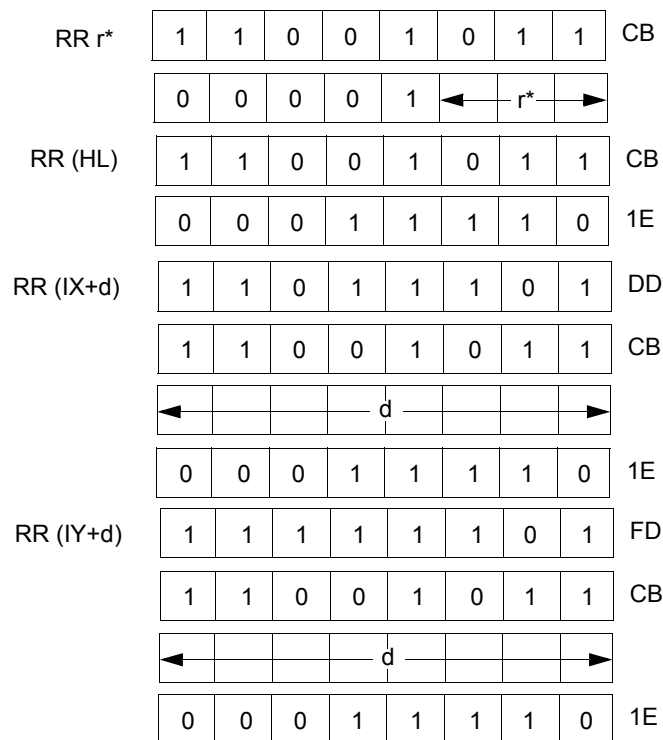 RR r* 1 1 0 0 1 0 1 1 CB
0 0 0 0 1 r*
RR (HL) 1 1 0 0 1 0 1 1 CB
0 0 0 1 1 1 1 0 1E
RR (IX+d) 1 1 0 1 1 1 0 1 DD
1 1 0 0 1 0 1 1 CB
d
0 0 0 1 1 1 1 0 1E
RR (IY+d) 1 1 1 1 1 1 0 1 FD
1 1 0 0 1 0 1 1 CB
d
0 0 0 1 1 1 1 0 1E